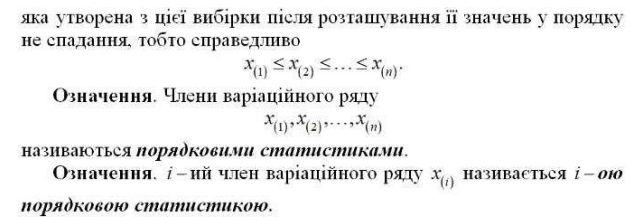 яка утворена з цієї вибірки після розташування її значень у порядку
не спадання, тобто справедливо
x₍₁₎ ≤ x₍₂₎ ≤ … ≤ x₍ₙ₎.
Означення. Члени варіаційного ряду
x₍₁₎, x₍₂₎, …, x₍ₙ₎
називаються порядковими статистиками.
Означення. i – ий член варіаційного ряду x₍ᵢ₎ називається i – ою
порядковою статистикою.